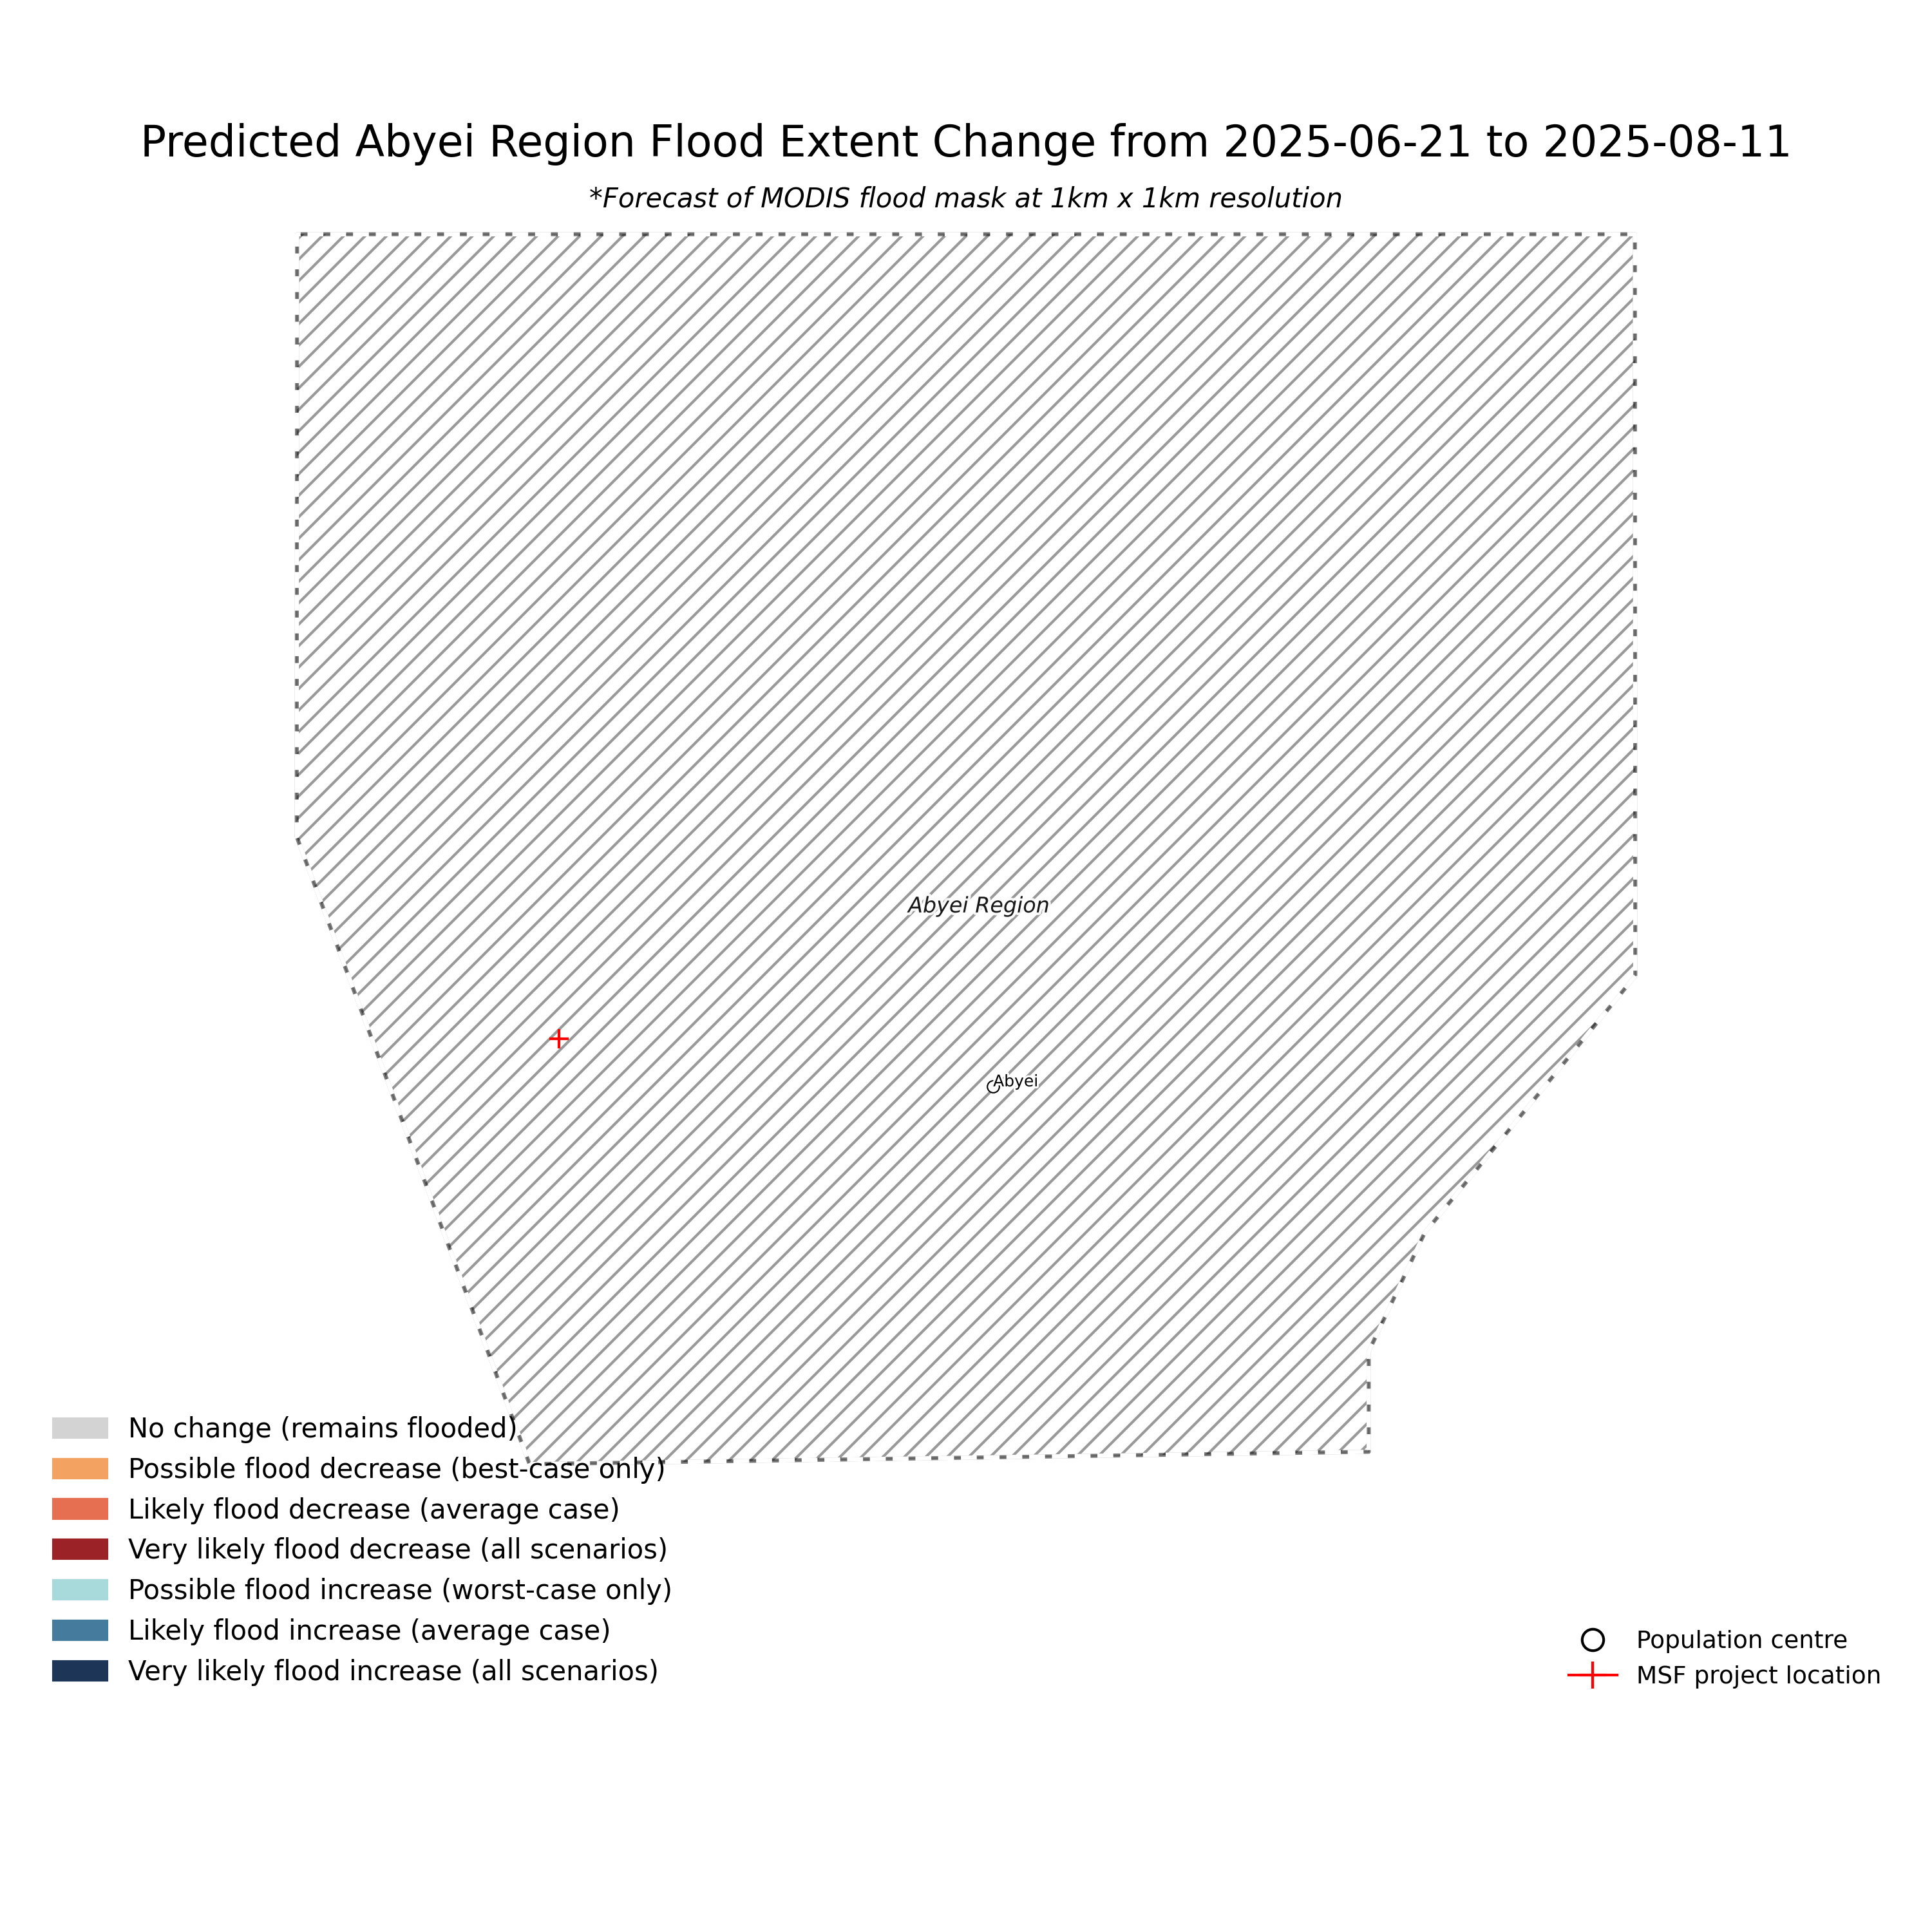 Predicted Abyei Region Flood Extent Change from 2025-06-21 to 2025-08-11
*Forecast of MODIS flood mask at 1km x 1km resolution
Abyei Region
Abyei
No change (remains flooded)
Possible flood decrease (best-case only)
Likely flood decrease (average case)
Very likely flood decrease (all scenarios)
Possible flood increase (worst-case only)
Likely flood increase (average case)
Very likely flood increase (all scenarios)
Population centre
MSF project location